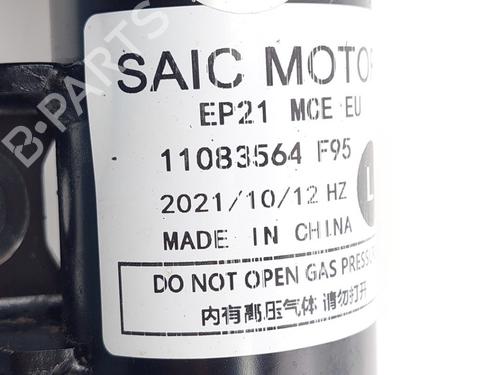 SAIC MOTOR
EP21 MCE EU
11083564 F95
L
2021/10/12 HZ
MADE IN CHINA
DO NOT OPEN GAS PRESSU
内有高压气体 请勿打开
B-PARTS